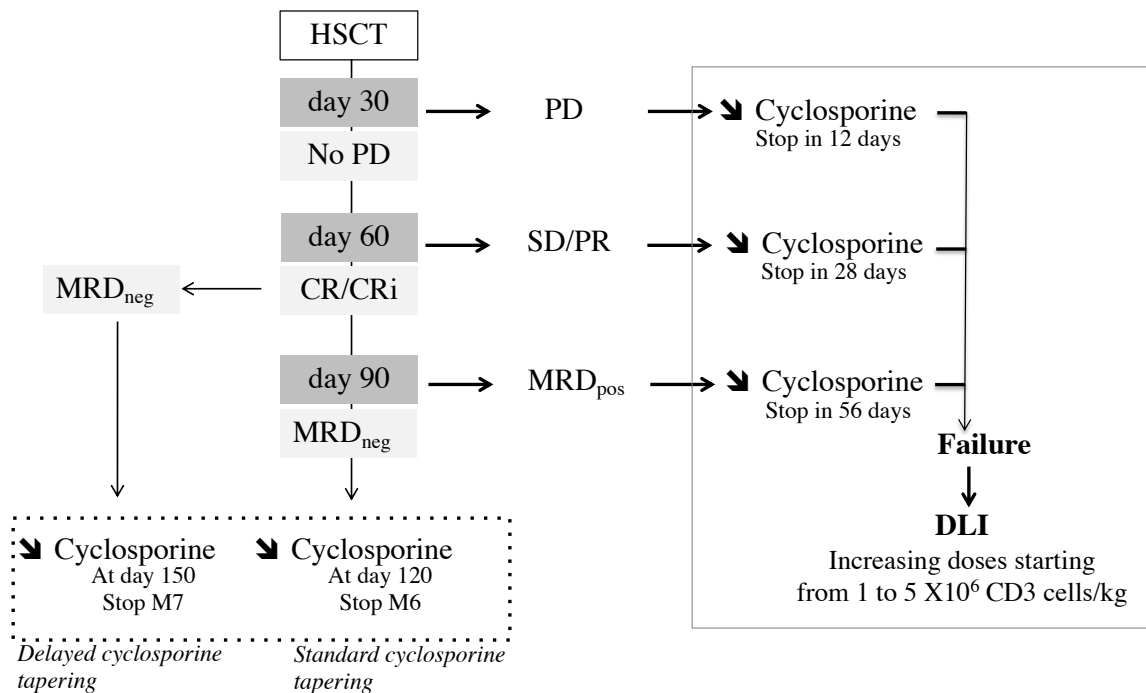 HSCT
day 30
PD
Cyclosporine
Stop in 12 days
No PD
day 60
SD/PR
Cyclosporine
Stop in 28 days
MRDneg
CR/CRi
day 90
MRDpos
Cyclosporine
Stop in 56 days
MRDneg
Failure
DLI
Increasing doses starting
from 1 to 5 X10⁶ CD3 cells/kg
Cyclosporine
At day 150
Stop M7
Delayed cyclosporine
tapering
Cyclosporine
At day 120
Stop M6
Standard cyclosporine
tapering